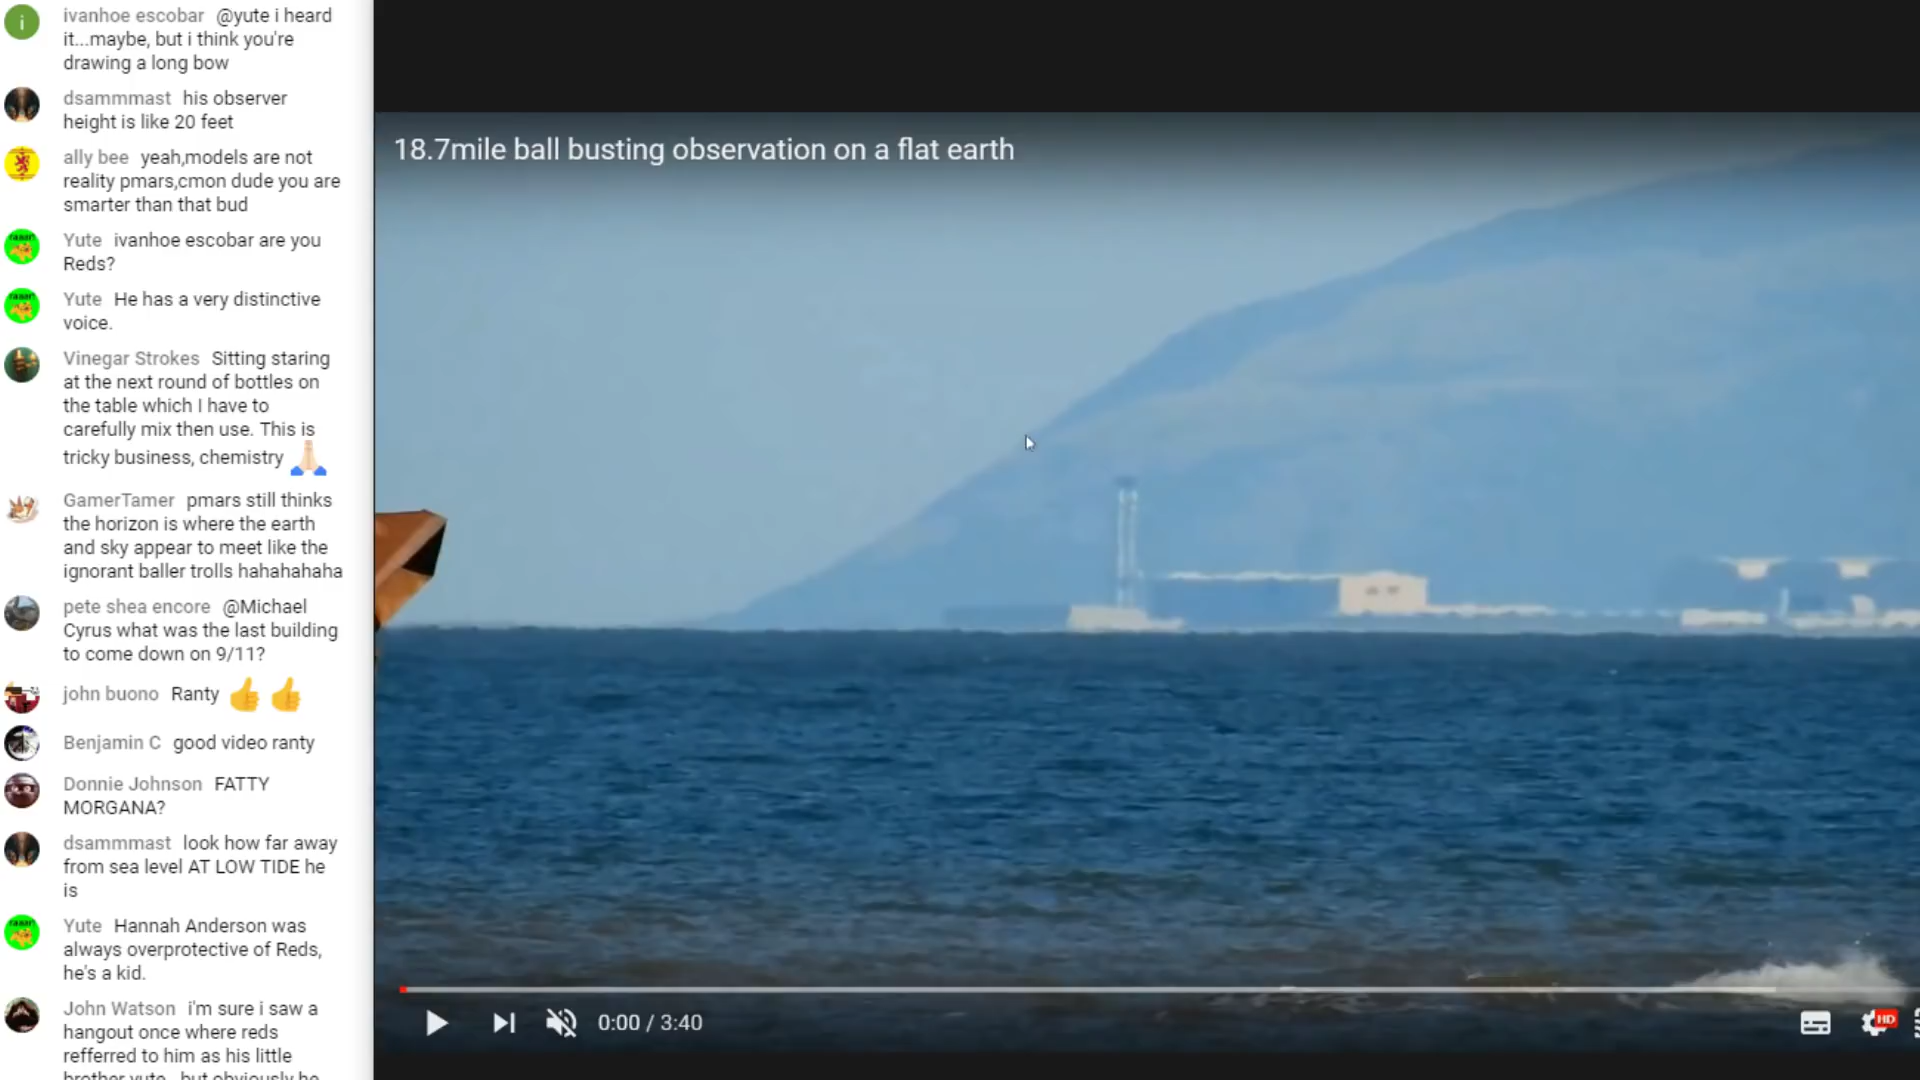 ivanhoe escobar @yute i heard
it...maybe, but i think you're
drawing a long bow
dsammmast his observer
height is like 20 feet
ally bee yeah,models are not
reality pmars,cmon dude you are
smarter than that bud
Yute ivanhoe escobar are you
Reds?
Yute He has a very distinctive
voice.
Vinegar Strokes Sitting staring
at the next round of bottles on
the table which I have to
carefully mix then use. This is
tricky business, chemistry
GamerTamer pmars still thinks
the horizon is where the earth
and sky appear to meet like the
ignorant baller trolls hahahahaha
pete shea encore @Michael
Cyrus what was the last building
to come down on 9/11?
john buono Ranty
Benjamin C good video ranty
Donnie Johnson FATTY
MORGANA?
dsammmast look how far away
from sea level AT LOW TIDE he
is
Yute Hannah Anderson was
always overprotective of Reds,
he's a kid.
John Watson i'm sure i saw a
hangout once where reds
refferred to him as his little
brother yute...but obviously he
18.7mile ball busting observation on a flat earth
0:00 / 3:40
HD